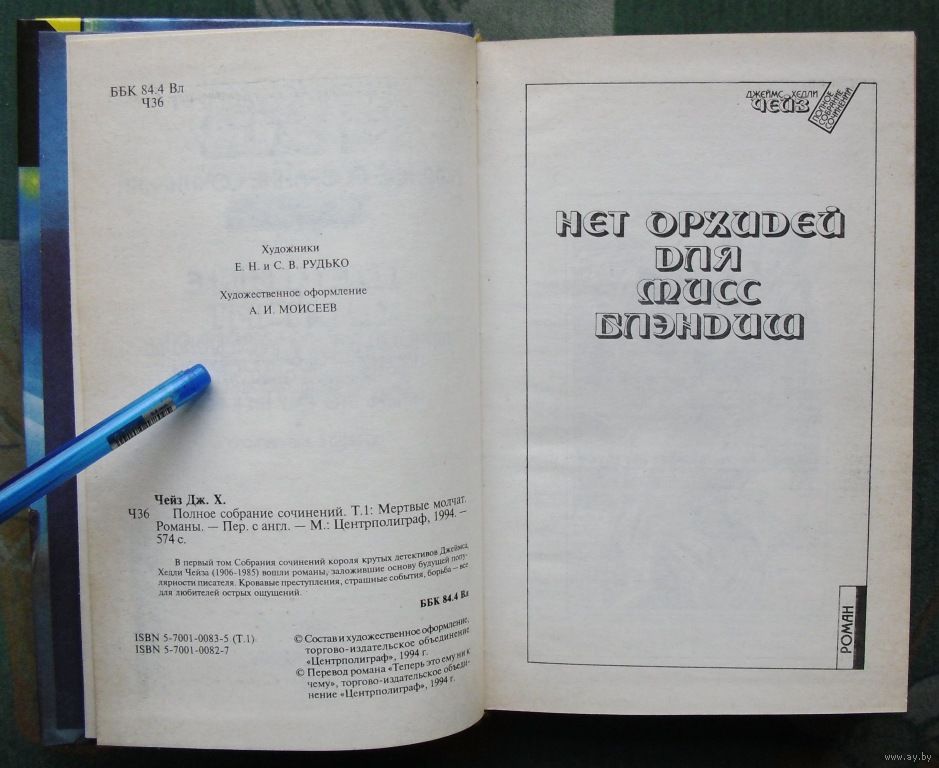 ББК 84.4 Вл
Ч36
Художники
Е. Н. и С. В. РУДЬКО
Художественное оформление
А. И. МОИСЕЕВ
Чейз Дж. Х.
Ч36 Полное собрание сочинений. Т.1: Мертвые молчат.
Романы. — Пер. с англ. — М.: Центрполиграф, 1994. —
574 с.
В первый том Собрания сочинений короля крутых детективов Джеймса
Хедли Чейза (1906-1985) вошли романы, заложившие основу будущей попу-
лярности писателя. Кровавые преступления, страшные события, борьба — все
для любителей острых ощущений.
ББК 84.4 Вл
ISBN 5-7001-0083-5 (Т.1)
ISBN 5-7001-0082-7
© Состав и художественное оформление,
торгово-издательское объединение
«Центрполиграф», 1994 г.
© Перевод романа «Теперь это ему ни к
чему», торгово-издательское объеди-
нение «Центрполиграф», 1994 г.
ДЖЕЙМС ХЕДЛИ
ЧЕЙЗ
ПОЛНОЕ
СОБРАНИЕ
СОЧИНЕНИЙ
НЕТ ОРХИДЕЙ
ДЛЯ
МИСС
БЛЭНДИШ
РОМАН
www.ay.by